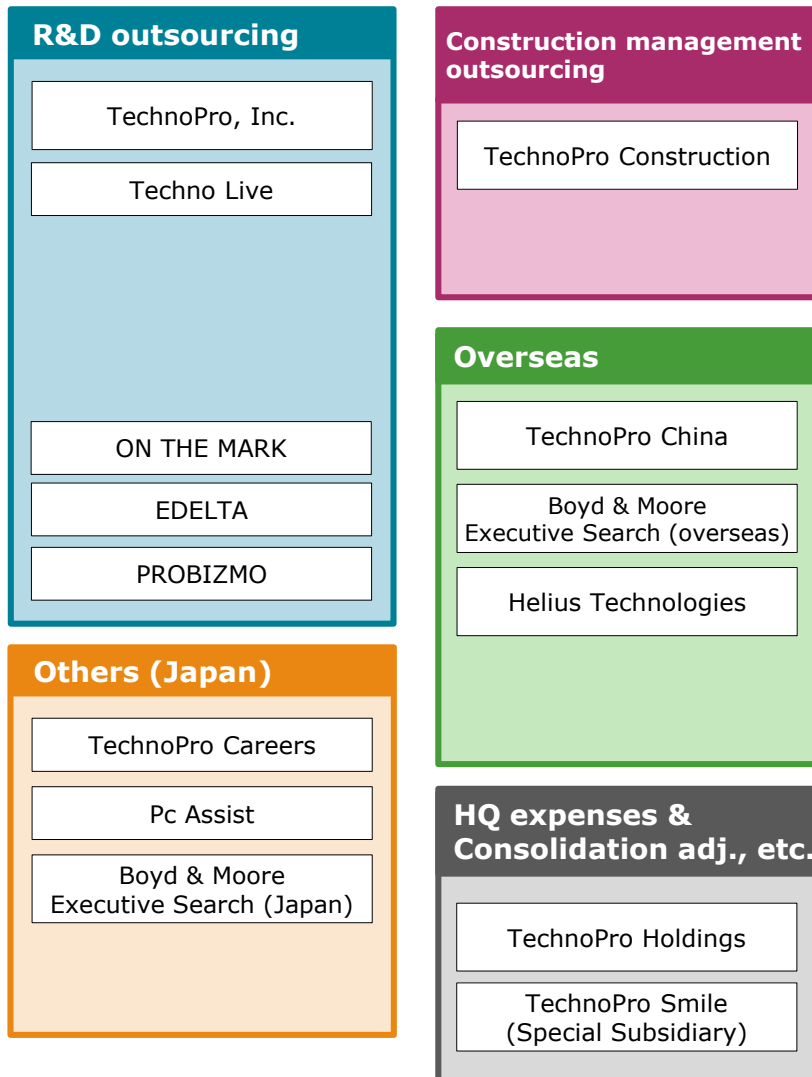 R&D outsourcing
TechnoPro, Inc.
Techno Live
ON THE MARK
EDELTA
PROBIZMO
Others (Japan)
TechnoPro Careers
Pc Assist
Boyd & Moore
Executive Search (Japan)
Construction management
outsourcing
TechnoPro Construction
Overseas
TechnoPro China
Boyd & Moore
Executive Search (overseas)
Helius Technologies
HQ expenses &
Consolidation adj., etc.
TechnoPro Holdings
TechnoPro Smile
(Special Subsidiary)